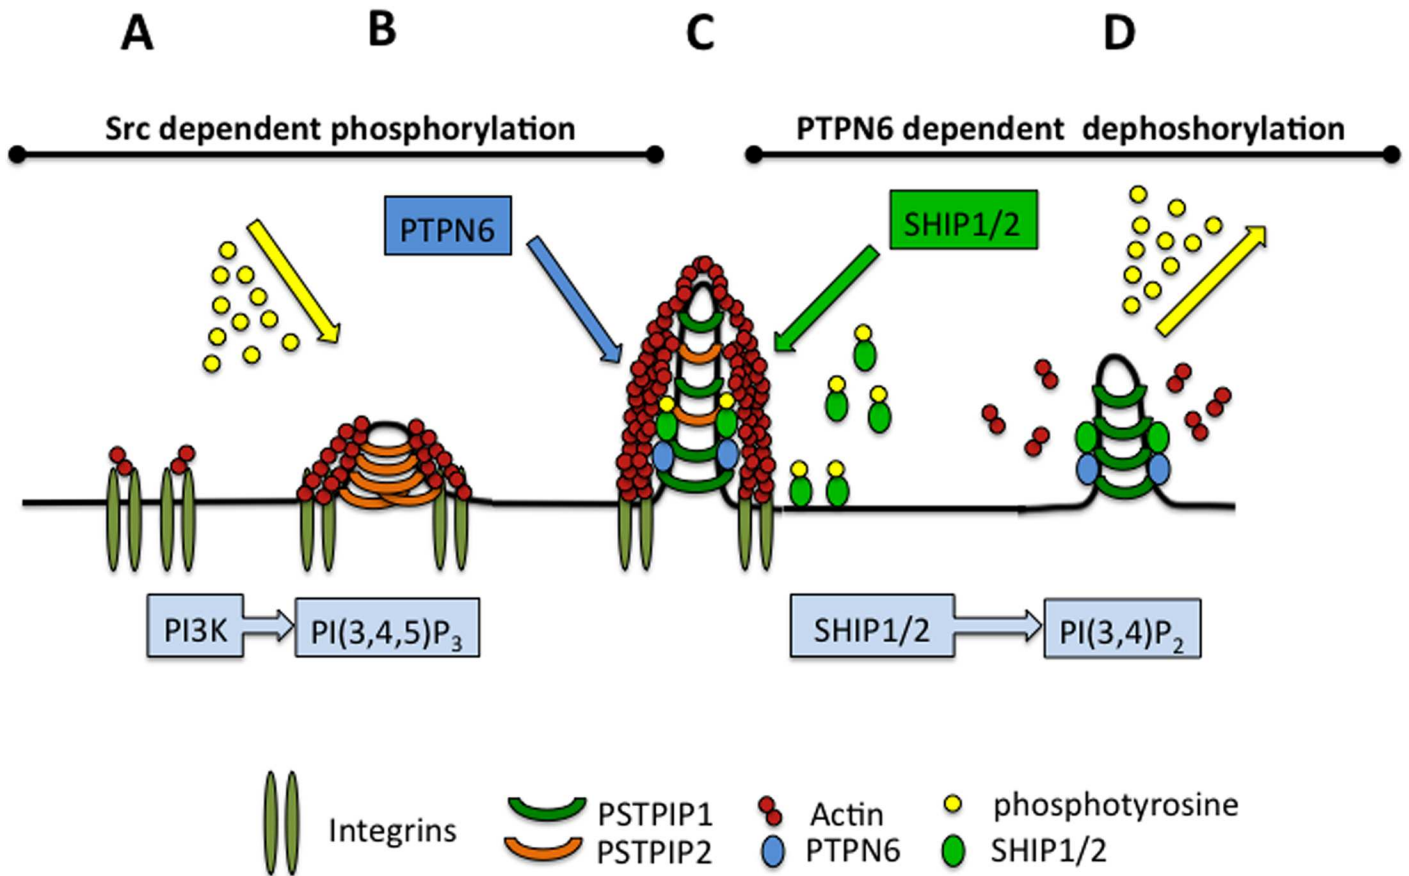 A B C D
Src dependent phosphorylation PTPN6 dependent dephoshorylation
PTPN6 SHIP1/2
PI3K PI(3,4,5)P3 SHIP1/2 PI(3,4)P2
Integrins
PSTPIP1
PSTPIP2
Actin
PTPN6
phosphotyrosine
SHIP1/2